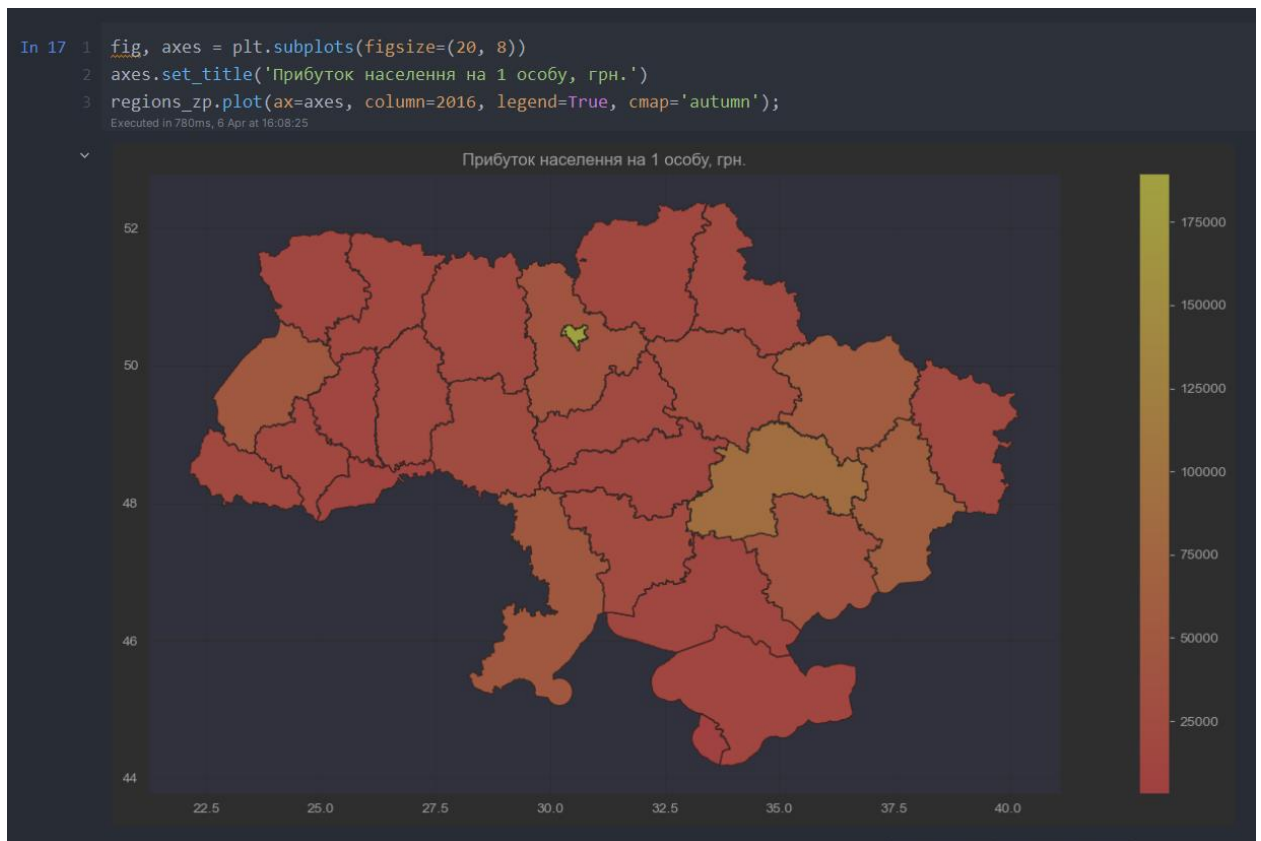 In 17 1 fig, axes = plt.subplots(figsize=(20, 8))
2 axes.set_title('Прибуток населення на 1 особу, грн.')
3 regions_zp.plot(ax=axes, column=2016, legend=True, cmap='autumn');
Executed in 780ms, 6 Apr at 16:08:25
Прибуток населення на 1 особу, грн.
52
50
48
46
44
22.5 25.0 27.5 30.0 32.5 35.0 37.5 40.0
175000
150000
125000
100000
75000
50000
25000